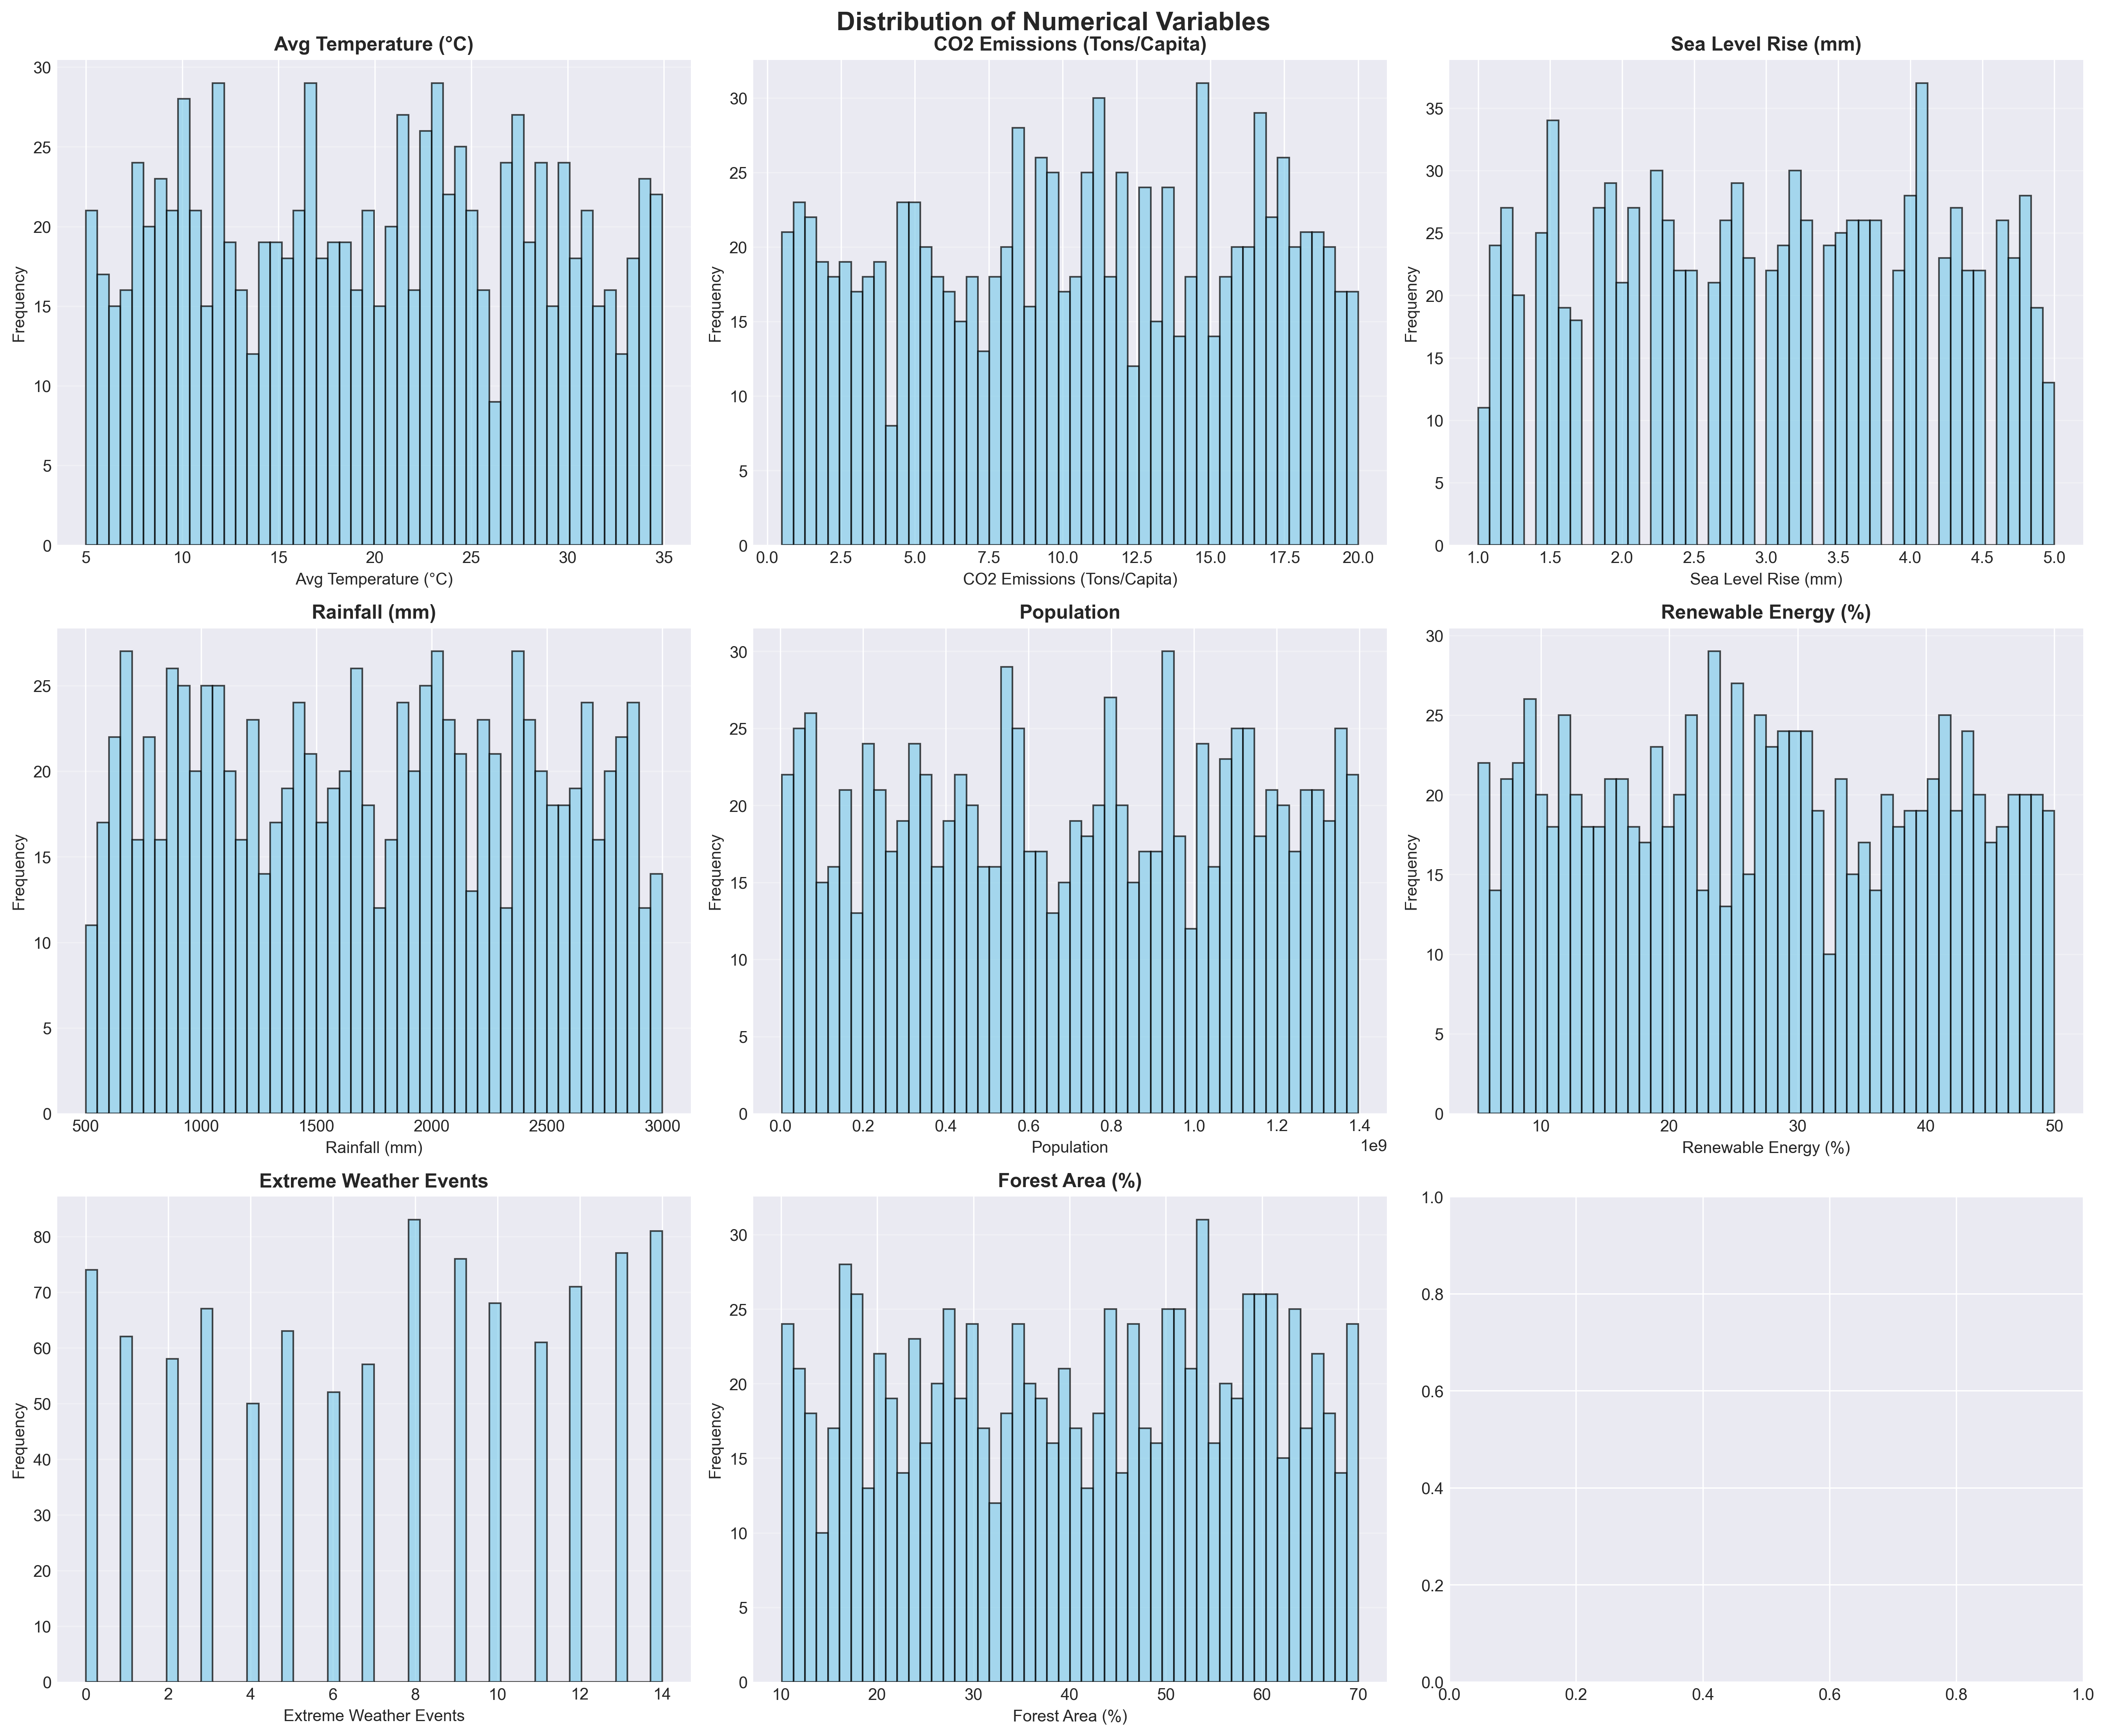 Distribution of Numerical Variables
Avg Temperature (°C)
30
25
20
15
10
5
0
Frequency
5 10 15 20 25 30 35
Avg Temperature (°C)
CO2 Emissions (Tons/Capita)
30
25
20
15
10
5
0
Frequency
0.0 2.5 5.0 7.5 10.0 12.5 15.0 17.5 20.0
CO2 Emissions (Tons/Capita)
Sea Level Rise (mm)
35
30
25
20
15
10
5
0
Frequency
1.0 1.5 2.0 2.5 3.0 3.5 4.0 4.5 5.0
Sea Level Rise (mm)
Rainfall (mm)
25
20
15
10
5
0
Frequency
500 1000 1500 2000 2500 3000
Rainfall (mm)
Population
30
25
20
15
10
5
0
Frequency
0.0 0.2 0.4 0.6 0.8 1.0 1.2 1.4
1e9
Population
Renewable Energy (%)
30
25
20
15
10
5
0
Frequency
10 20 30 40 50
Renewable Energy (%)
Extreme Weather Events
80
70
60
50
40
30
20
10
0
Frequency
0 2 4 6 8 10 12 14
Extreme Weather Events
Forest Area (%)
30
25
20
15
10
5
0
Frequency
10 20 30 40 50 60 70
Forest Area (%)
1.0
0.8
0.6
0.4
0.2
0.0
0.0 0.2 0.4 0.6 0.8 1.0